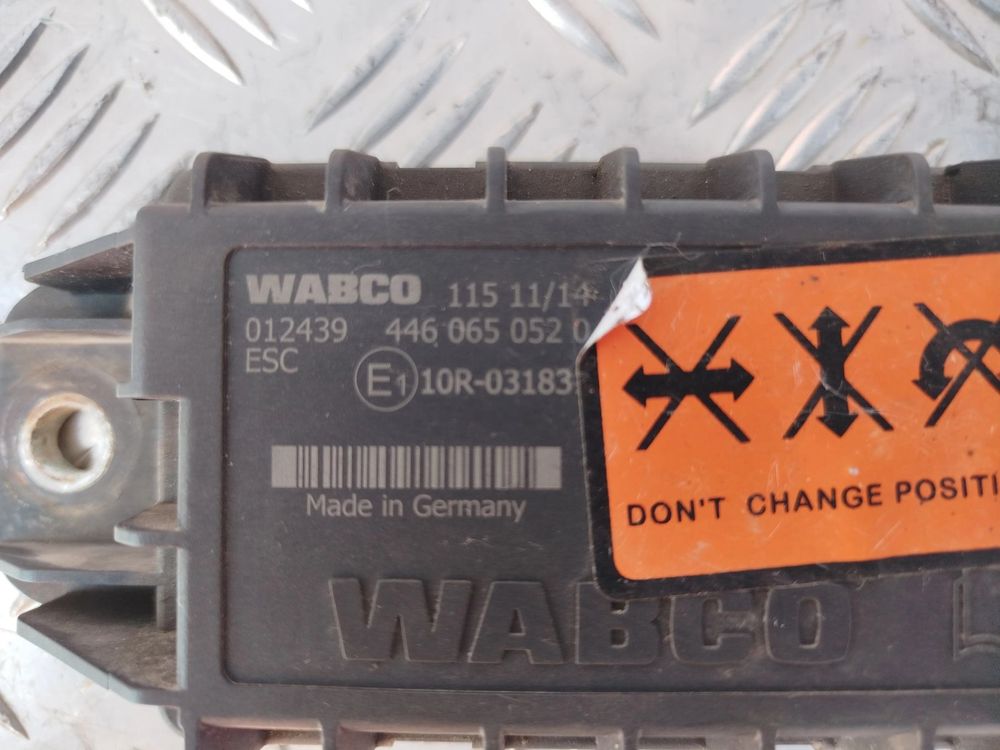 WABCO 115 11/14
012439 446 065 052 0
ESC
E1 10R-03183
Made in Germany
DON'T CHANGE POSITI
WABCO